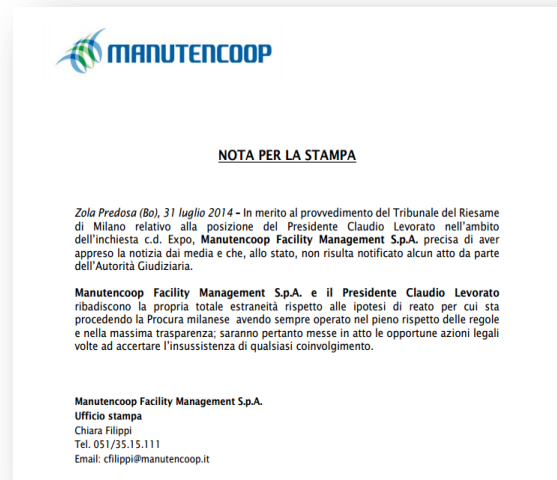 MANUTENCOOP
NOTA PER LA STAMPA
Zola Predosa (Bo), 31 luglio 2014 – In merito al provvedimento del Tribunale del Riesame
di Milano relativo alla posizione del Presidente Claudio Levorato nell'ambito
dell'inchiesta c.d. Expo, Manutencoop Facility Management S.p.A. precisa di aver
appreso la notizia dai media e che, allo stato, non risulta notificato alcun atto da parte
dell'Autorità Giudiziaria.
Manutencoop Facility Management S.p.A. e il Presidente Claudio Levorato
ribadiscono la propria totale estraneità rispetto alle ipotesi di reato per cui sta
procedendo la Procura milanese avendo sempre operato nel pieno rispetto delle regole
e nella massima trasparenza; saranno pertanto messe in atto le opportune azioni legali
volte ad accertare l'insussistenza di qualsiasi coinvolgimento.
Manutencoop Facility Management S.p.A.
Ufficio stampa
Chiara Filippi
Tel. 051/35.15.111
Email: cfilippi@manutencoop.it